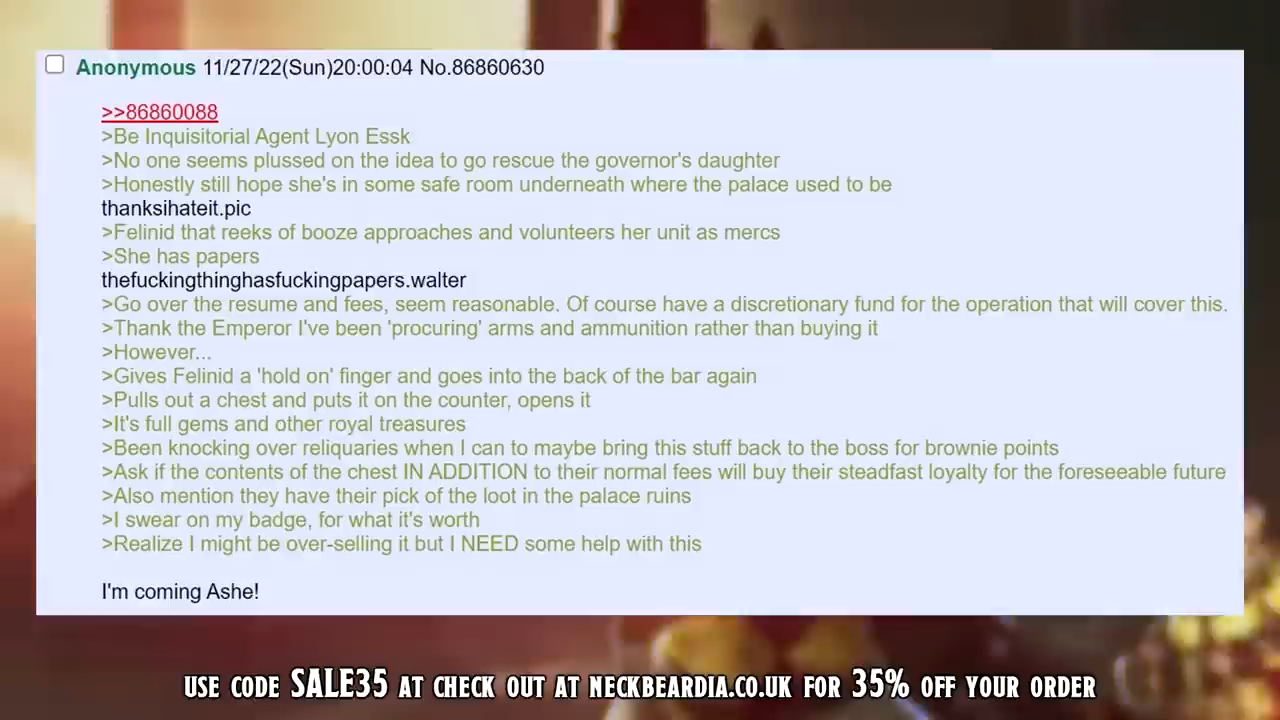 Anonymous 11/27/22(Sun)20:00:04 No.86860630
>>86860088
>Be Inquisitorial Agent Lyon Essk
>No one seems plussed on the idea to go rescue the governor's daughter
>Honestly still hope she's in some safe room underneath where the palace used to be
thanksihateit.pic
>Felinid that reeks of booze approaches and volunteers her unit as mercs
>She has papers
thefuckingthinghasfuckingpapers.walter
>Go over the resume and fees, seem reasonable. Of course have a discretionary fund for the operation that will cover this.
>Thank the Emperor I've been 'procuring' arms and ammunition rather than buying it
>However...
>Gives Felinid a 'hold on' finger and goes into the back of the bar again
>Pulls out a chest and puts it on the counter, opens it
>It's full gems and other royal treasures
>Been knocking over reliquaries when I can to maybe bring this stuff back to the boss for brownie points
>Ask if the contents of the chest IN ADDITION to their normal fees will buy their steadfast loyalty for the foreseeable future
>Also mention they have their pick of the loot in the palace ruins
>I swear on my badge, for what it's worth
>Realize I might be over-selling it but I NEED some help with this
I'm coming Ashe!
USE CODE SALE35 AT CHECK OUT AT NECKBEARDIA.CO.UK FOR 35% OFF YOUR ORDER